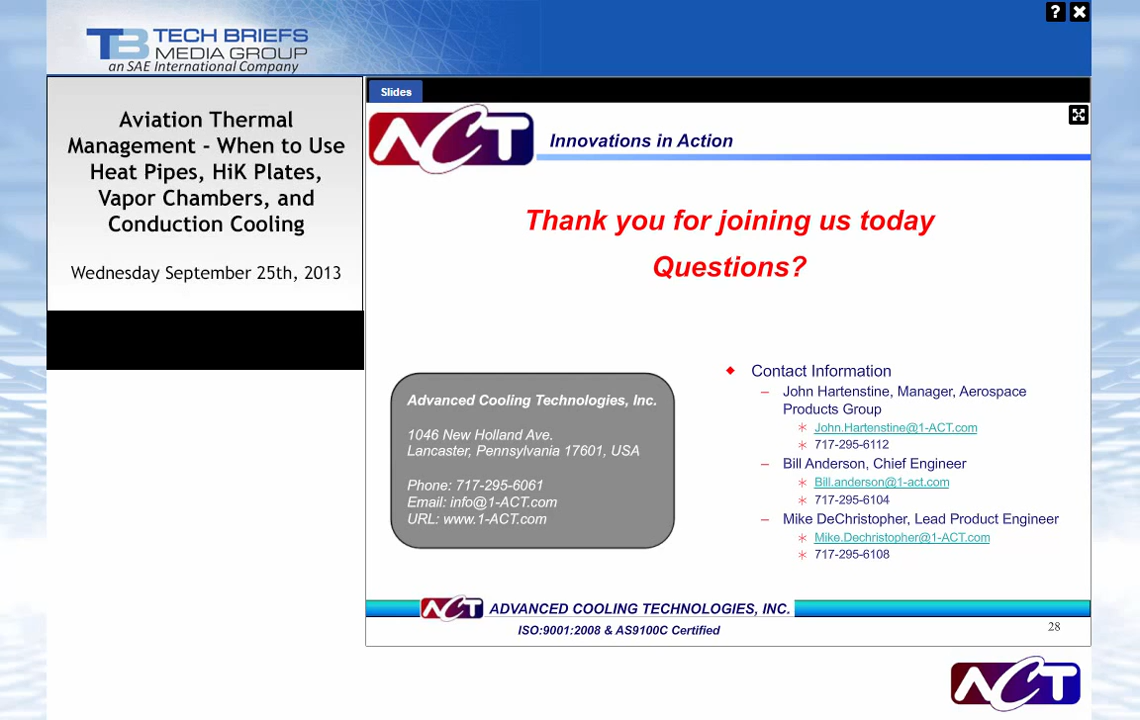 TB TECH BRIEFS
MEDIA GROUP
an SAE International Company
? ✖
Aviation Thermal
Management - When to Use
Heat Pipes, HiK Plates,
Vapor Chambers, and
Conduction Cooling
Wednesday September 25th, 2013
Slides
ACT Innovations in Action
Thank you for joining us today
Questions?
Advanced Cooling Technologies, Inc.
1046 New Holland Ave.
Lancaster, Pennsylvania 17601, USA
Phone: 717-295-6061
Email: info@1-ACT.com
URL: www.1-ACT.com
◆ Contact Information
– John Hartenstine, Manager, Aerospace
Products Group
✳ John.Hartenstine@1-ACT.com
✳ 717-295-6112
– Bill Anderson, Chief Engineer
✳ Bill.anderson@1-act.com
✳ 717-295-6104
– Mike DeChristopher, Lead Product Engineer
✳ Mike.Dechristopher@1-ACT.com
✳ 717-295-6108
ACT ADVANCED COOLING TECHNOLOGIES, INC.
ISO:9001:2008 & AS9100C Certified
28
ACT